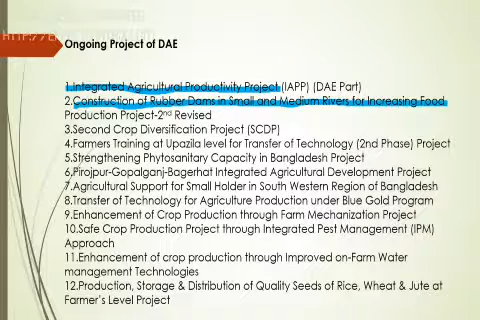 Ongoing Project of DAE
1.Integrated Agricultural Productivity Project (IAPP) (DAE Part)
2.Construction of Rubber Dams in Small and Medium Rivers for Increasing Food
Production Project-2nd Revised
3.Second Crop Diversification Project (SCDP)
4.Farmers Training at Upazila level for Transfer of Technology (2nd Phase) Project
5.Strengthening Phytosanitary Capacity in Bangladesh Project
6.Pirojpur-Gopalganj-Bagerhat Integrated Agricultural Development Project
7.Agricultural Support for Small Holder in South Western Region of Bangladesh
8.Transfer of Technology for Agriculture Production under Blue Gold Program
9.Enhancement of Crop Production through Farm Mechanization Project
10.Safe Crop Production Project through Integrated Pest Management (IPM)
Approach
11.Enhancement of crop production through Improved on-Farm Water
management Technologies
12.Production, Storage & Distribution of Quality Seeds of Rice, Wheat & Jute at
Farmer's Level Project